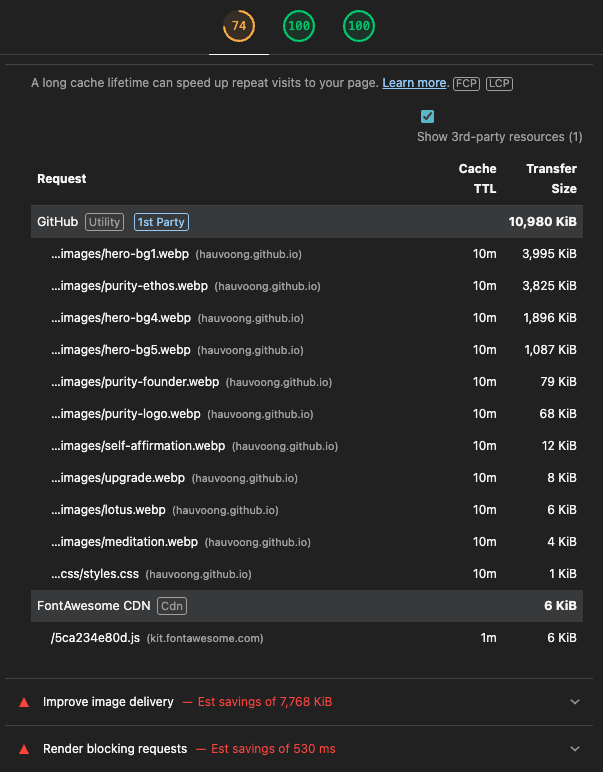 74 100 100
A long cache lifetime can speed up repeat visits to your page. Learn more. FCP LCP
Show 3rd-party resources (1)
Request Cache TTL Transfer Size
GitHub Utility 1st Party 10,980 KiB
...images/hero-bg1.webp (hauvoong.github.io) 10m 3,995 KiB
...images/purity-ethos.webp (hauvoong.github.io) 10m 3,825 KiB
...images/hero-bg4.webp (hauvoong.github.io) 10m 1,896 KiB
...images/hero-bg5.webp (hauvoong.github.io) 10m 1,087 KiB
...images/purity-founder.webp (hauvoong.github.io) 10m 79 KiB
...images/purity-logo.webp (hauvoong.github.io) 10m 68 KiB
...images/self-affirmation.webp (hauvoong.github.io) 10m 12 KiB
...images/upgrade.webp (hauvoong.github.io) 10m 8 KiB
...images/lotus.webp (hauvoong.github.io) 10m 6 KiB
...images/meditation.webp (hauvoong.github.io) 10m 4 KiB
...css/styles.css (hauvoong.github.io) 10m 1 KiB
FontAwesome CDN Cdn 6 KiB
/5ca234e80d.js (kit.fontawesome.com) 1m 6 KiB
Improve image delivery — Est savings of 7,768 KiB
Render blocking requests — Est savings of 530 ms